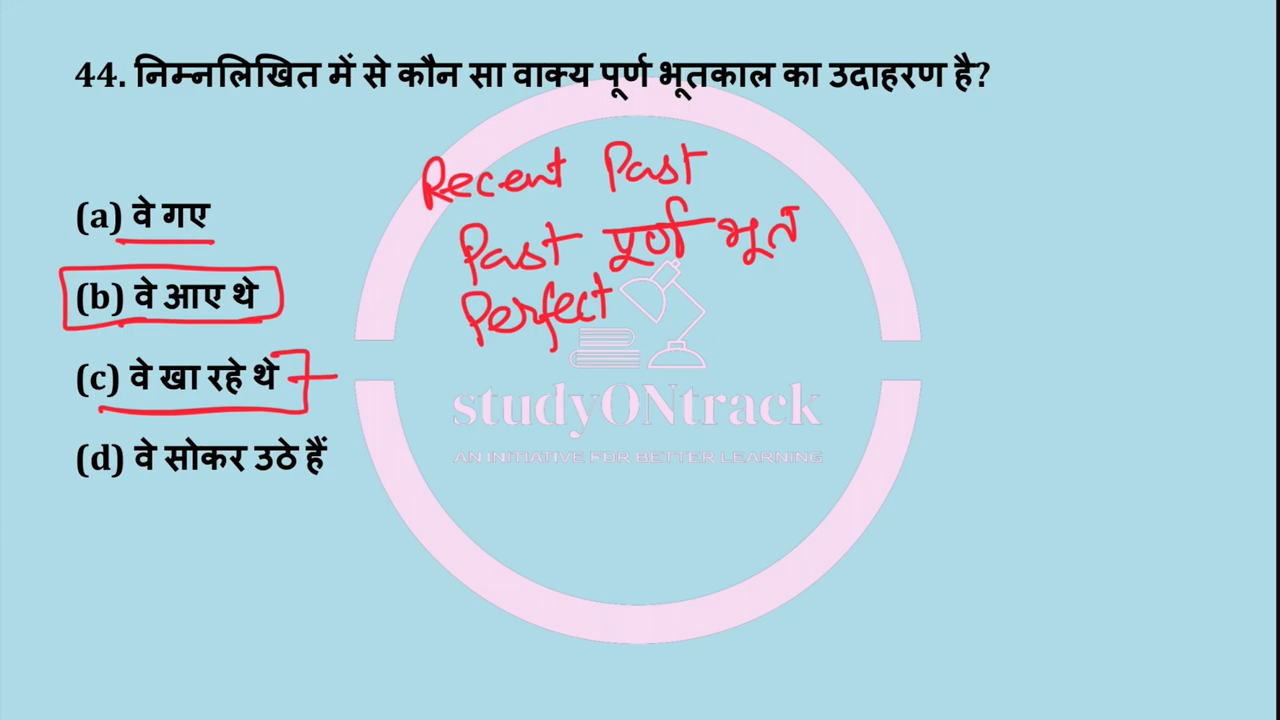 44. निम्नलिखित में से कौन सा वाक्य पूर्ण भूतकाल का उदाहरण है?
Recent Past
(a) वे गए
Past पूर्ण भूत
(b) वे आए थे
Perfect
(c) वे खा रहे थे
studyONtrack
AN INITIATIVE FOR BETTER LEARNING
(d) वे सोकर उठे हैं